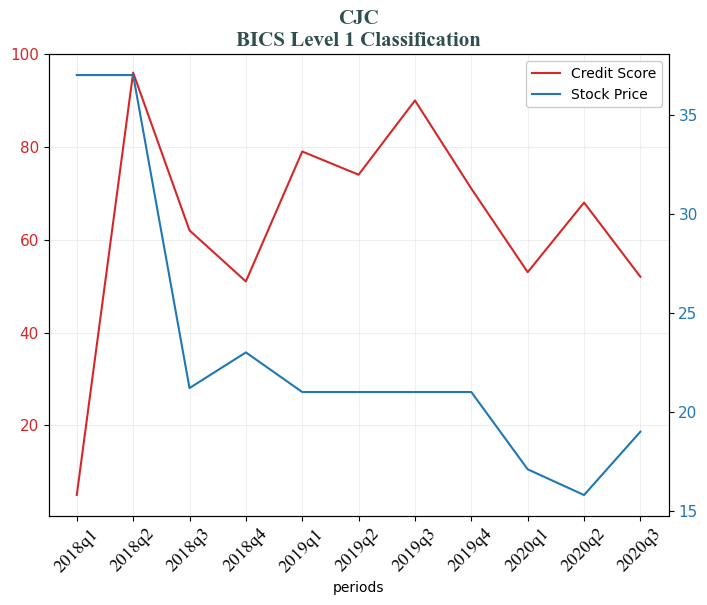 CJC
BICS Level 1 Classification
100
80
60
40
20
35
30
25
20
15
Credit Score
Stock Price
2018q1
2018q2
2018q3
2018q4
2019q1
2019q2
2019q3
2019q4
2020q1
2020q2
2020q3
periods